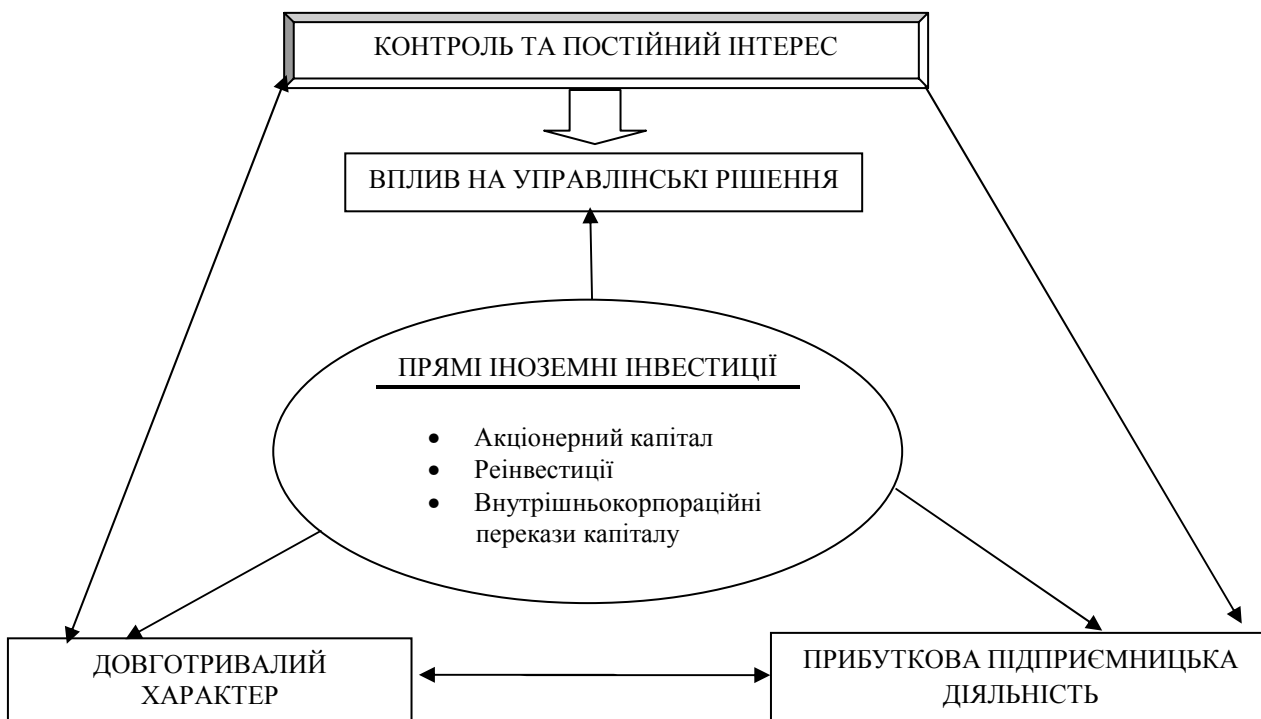 КОНТРОЛЬ ТА ПОСТІЙНИЙ ІНТЕРЕС
ВПЛИВ НА УПРАВЛІНСЬКІ РІШЕННЯ
ПРЯМІ ІНОЗЕМНІ ІНВЕСТИЦІЇ
• Акціонерний капітал
• Реінвестиції
• Внутрішньокорпораційні
перекази капіталу
ДОВГОТРИВАЛИЙ
ХАРАКТЕР
ПРИБУТКОВА ПІДПРИЄМНИЦЬКА
ДІЯЛЬНІСТЬ